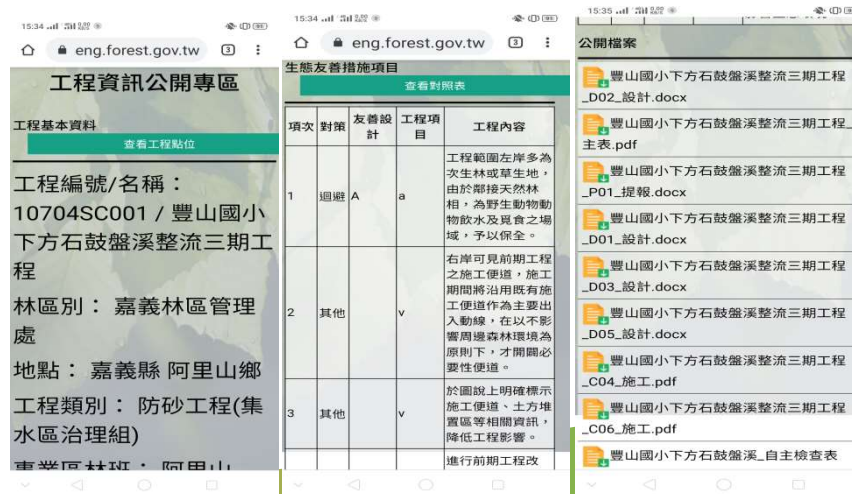 15:34
eng.forest.gov.tw
3
工程資訊公開專區
工程基本資料
查看工程點位
工程編號/名稱：
10704SC001 / 豐山國小
下方石鼓盤溪整流三期工
程
林區別： 嘉義林區管理
處
地點： 嘉義縣 阿里山鄉
工程類別： 防砂工程(集
水區治理組)
事業區林班： 阿里山
15:34
eng.forest.gov.tw
3
生態友善措施項目
查看對照表
項次 對策 友善設計 工程項目 工程內容
1 迴避 A a
工程範圍左岸多為
次生林或草生地，
由於鄰接天然林
相，為野生動物動
物飲水及覓食之場
域，予以保全。
2 其他 v
右岸可見前期工程
之施工便道，施工
期間將沿用既有施
工便道作為主要出
入動線，在以不影
響周邊森林環境為
原則下，才開闢必
要性便道。
3 其他 v
於圖說上明確標示
施工便道、土方堆
置區等相關資訊，
降低工程影響。
進行前期工程改
15:35
公開檔案
豐山國小下方石鼓盤溪整流三期工程
_D02_設計.docx
豐山國小下方石鼓盤溪整流三期工程_
主表.pdf
豐山國小下方石鼓盤溪整流三期工程
_P01_提報.docx
豐山國小下方石鼓盤溪整流三期工程
_D01_設計.docx
豐山國小下方石鼓盤溪整流三期工程
_D03_設計.docx
豐山國小下方石鼓盤溪整流三期工程
_D05_設計.docx
豐山國小下方石鼓盤溪整流三期工程
_C04_施工.pdf
豐山國小下方石鼓盤溪整流三期工程
_C06_施工.pdf
豐山國小下方石鼓盤溪_自主檢查表